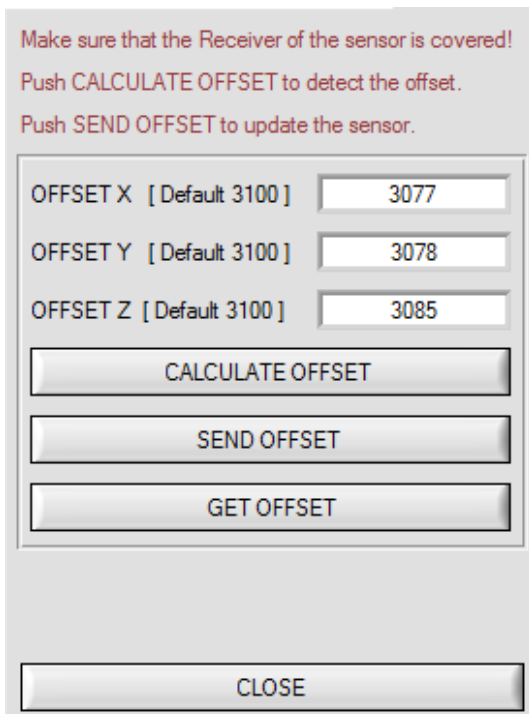 Make sure that the Receiver of the sensor is covered!
Push CALCULATE OFFSET to detect the offset.
Push SEND OFFSET to update the sensor.
OFFSET X [ Default 3100 ] 3077
OFFSET Y [ Default 3100 ] 3078
OFFSET Z [ Default 3100 ] 3085
CALCULATE OFFSET
SEND OFFSET
GET OFFSET
CLOSE